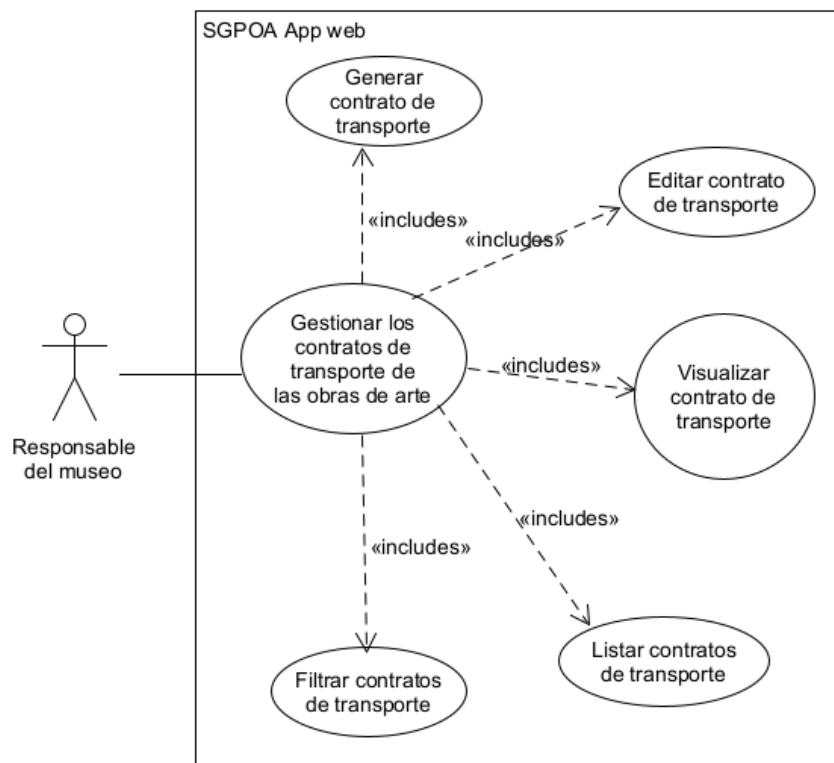 SGPOA App web
Generar
contrato de
transporte
Editar contrato
de transporte
«includes»
«includes»
Gestionar los
contratos de
transporte de
las obras de arte
«includes»
Visualizar
contrato de
transporte
Responsable
del museo
«includes»
«includes»
Listar contratos
de transporte
Filtrar contratos
de transporte